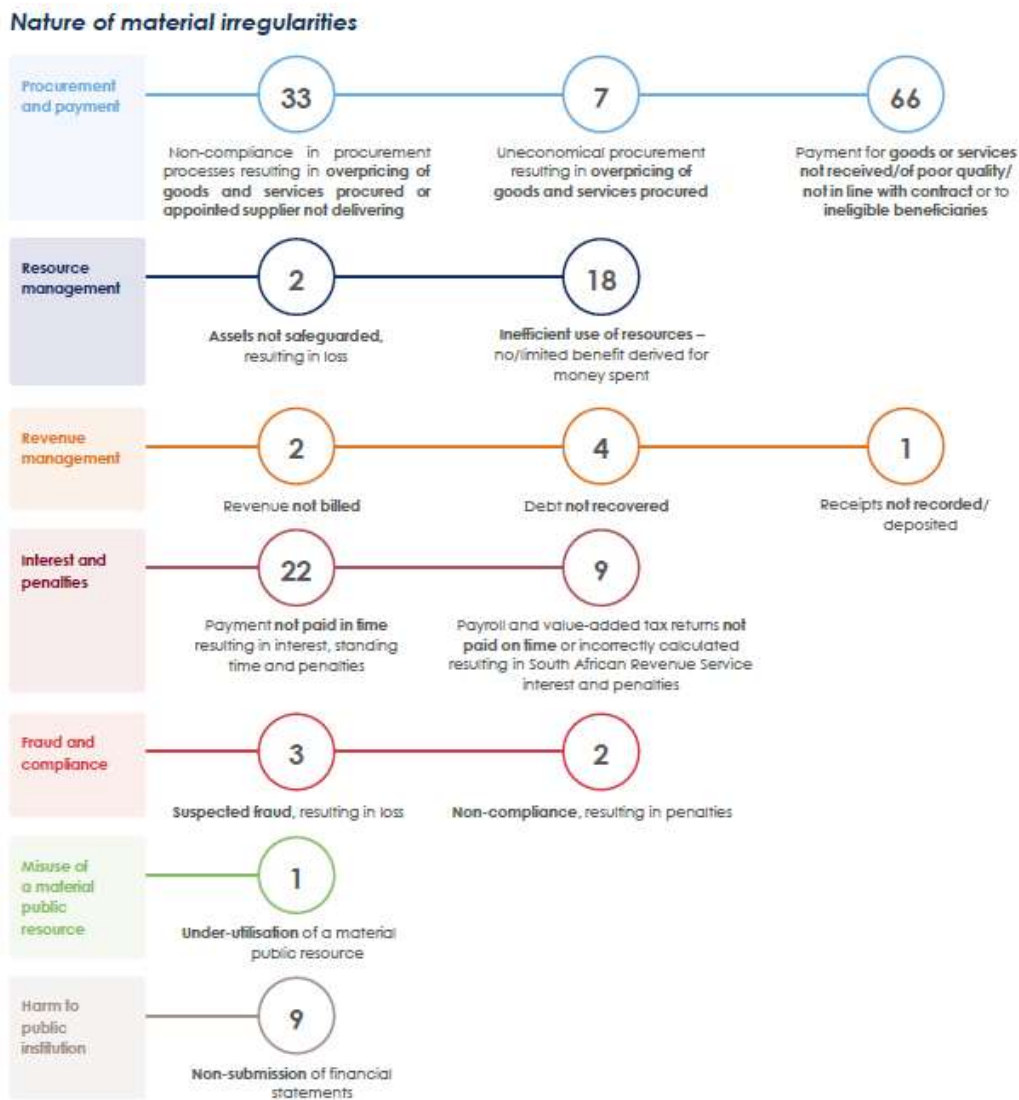 Nature of material irregularities
Procurement
and payment
33
7
66
Non-compliance in procurement
processes resulting in overpricing of
goods and services procured or
appointed supplier not delivering
Uneconomical procurement
resulting in overpricing of
goods and services procured
Payment for goods or services
not received/of poor quality/
not in line with contract or to
ineligible beneficiaries
Resource
management
2
18
Assets not safeguarded,
resulting in loss
Inefficient use of resources –
no/limited benefit derived for
money spent
Revenue
management
2
4
1
Revenue not billed
Debt not recovered
Receipts not recorded/
deposited
Interest and
penalties
22
9
Payment not paid in time
resulting in interest, standing
time and penalties
Payroll and value-added tax returns not
paid on time or incorrectly calculated
resulting in South African Revenue Service
interest and penalties
Fraud and
compliance
3
2
Suspected fraud, resulting in loss
Non-compliance, resulting in penalties
Misuse of
a material
public
resource
1
Under-utilisation of a material
public resource
Harm to
public
institution
9
Non-submission of financial
statements